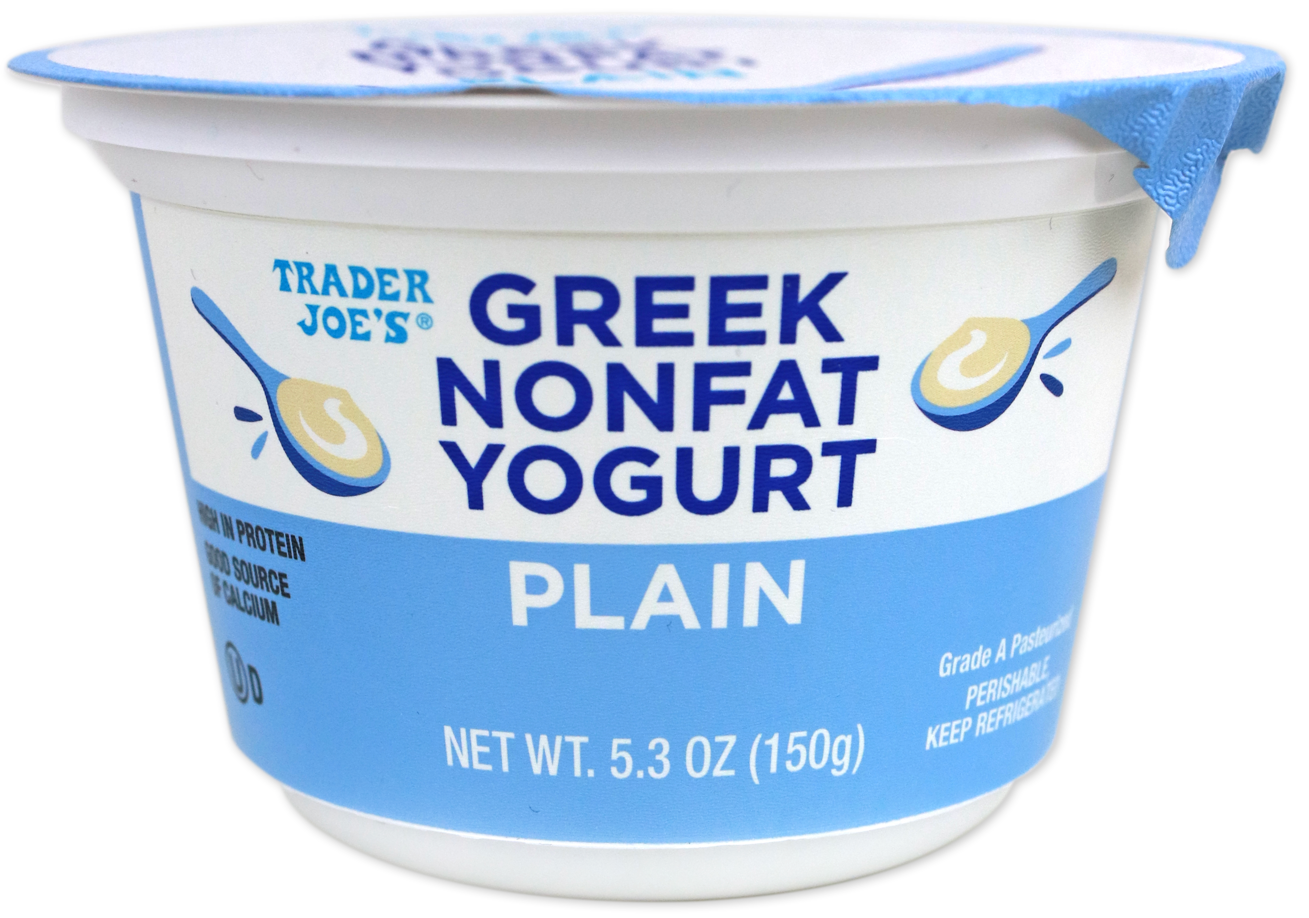 TRADER
JOE'S®
GREEK
NONFAT
YOGURT
PLAIN
HIGH IN PROTEIN
GOOD SOURCE
OF CALCIUM
U D
NET WT. 5.3 OZ (150g)
Grade A Pasteurized
PERISHABLE
KEEP REFRIGERATED
PLAIN